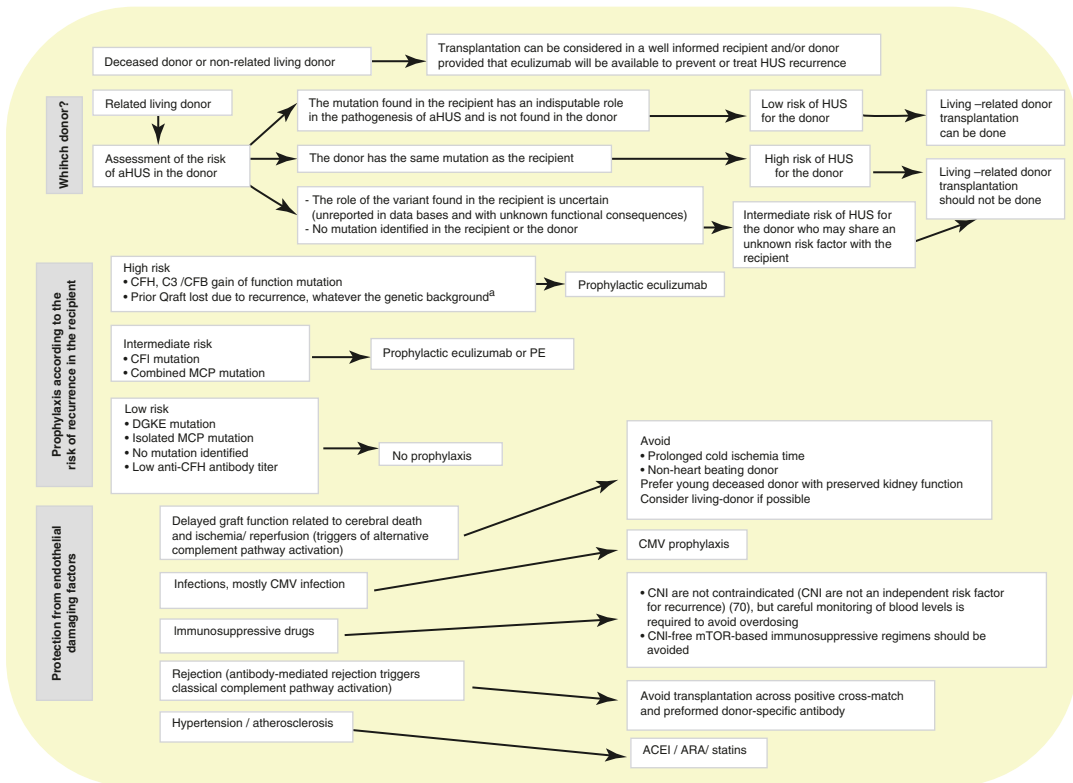 Whihch donor?
Deceased donor or non-related living donor
Transplantation can be considered in a well informed recipient and/or donor
provided that eculizumab will be available to prevent or treat HUS recurrence
Related living donor
Assessment of the risk
of aHUS in the donor
The mutation found in the recipient has an indisputable role
in the pathogenesis of aHUS and is not found in the donor
Low risk of HUS
for the donor
Living –related donor
transplantation
can be done
The donor has the same mutation as the recipient
High risk of HUS
for the donor
Living –related donor
transplantation
should not be done
- The role of the variant found in the recipient is uncertain
(unreported in data bases and with unknown functional consequences)
- No mutation identified in the recipient or the donor
Intermediate risk of HUS for
the donor who may share an
unknown risk factor with the
recipient
Prophylaxis according to the
risk of recurrence in the recipient
High risk
• CFH, C3 /CFB gain of function mutation
• Prior Qraft lost due to recurrence, whatever the genetic backgroundᵃ
Prophylactic eculizumab
Intermediate risk
• CFI mutation
• Combined MCP mutation
Prophylactic eculizumab or PE
Low risk
• DGKE mutation
• Isolated MCP mutation
• No mutation identified
• Low anti-CFH antibody titer
No prophylaxis
Protection from endothelial
damaging factors
Delayed graft function related to cerebral death
and ischemia/ reperfusion (triggers of alternative
complement pathway activation)
Avoid
• Prolonged cold ischemia time
• Non-heart beating donor
Prefer young deceased donor with preserved kidney function
Consider living-donor if possible
Infections, mostly CMV infection
CMV prophylaxis
Immunosuppressive drugs
• CNI are not contraindicated (CNI are not an independent risk factor
for recurrence) (70), but careful monitoring of blood levels is
required to avoid overdosing
• CNI-free mTOR-based immunosuppressive regimens should be
avoided
Rejection (antibody-mediated rejection triggers
classical complement pathway activation)
Avoid transplantation across positive cross-match
and preformed donor-specific antibody
Hypertension / atherosclerosis
ACEI / ARA/ statins